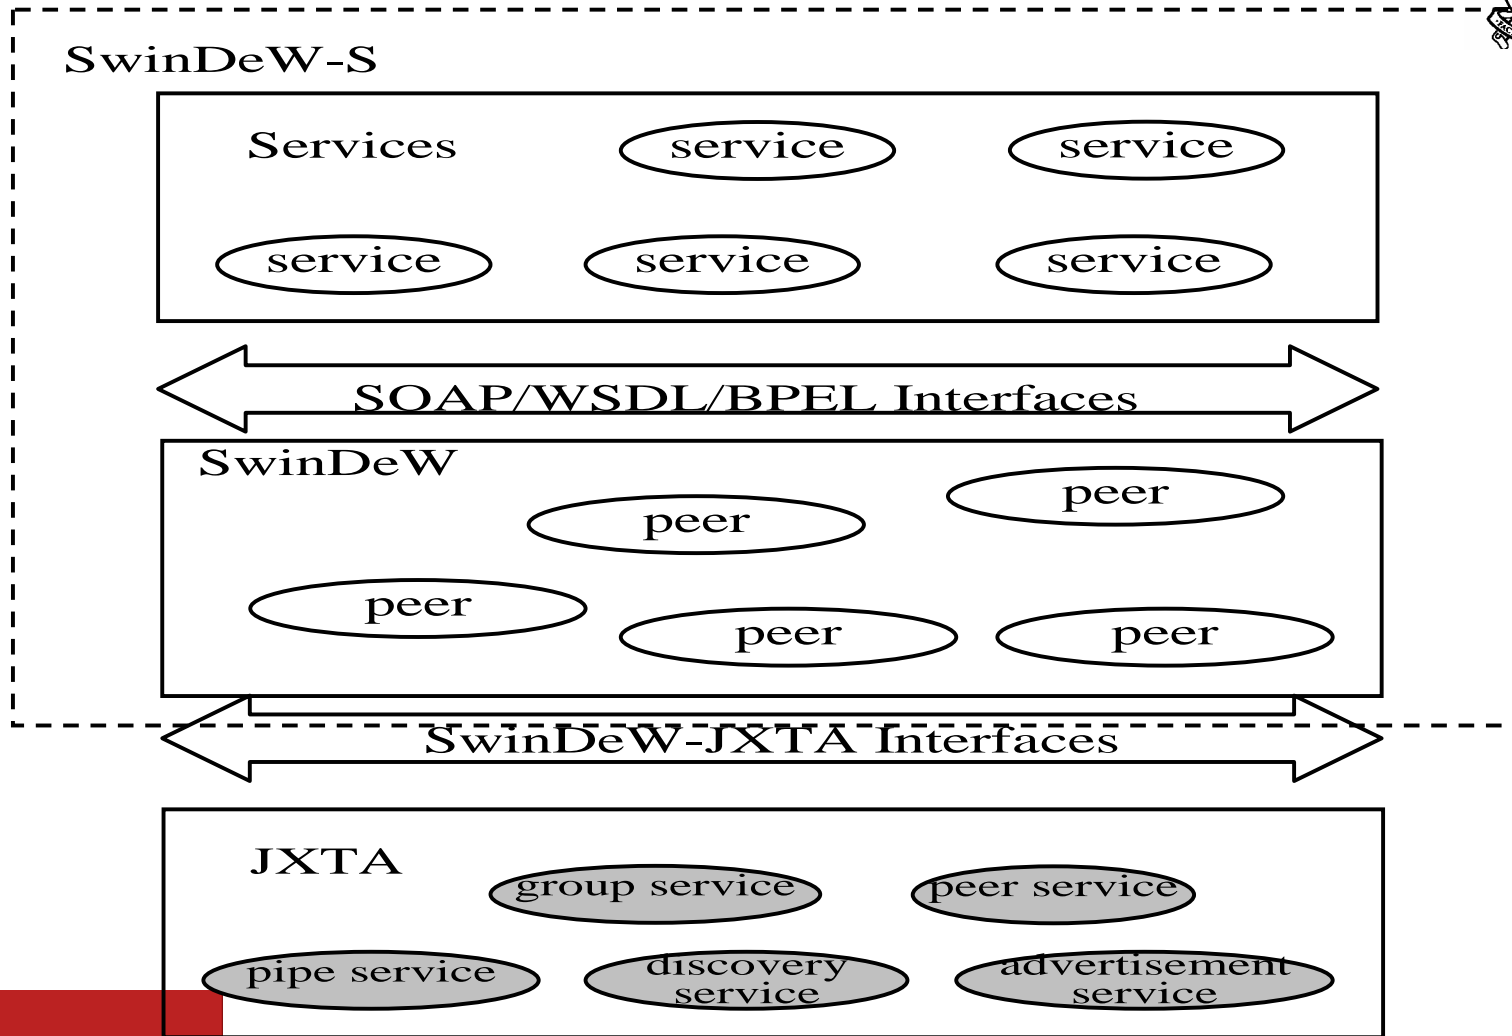 SwinDeW-S
Services
service
service
service
service
service
SOAP/WSDL/BPEL Interfaces
SwinDeW
peer
peer
peer
peer
peer
SwinDeW-JXTA Interfaces
JXTA
group service
peer service
pipe service
discovery
service
advertisement
service